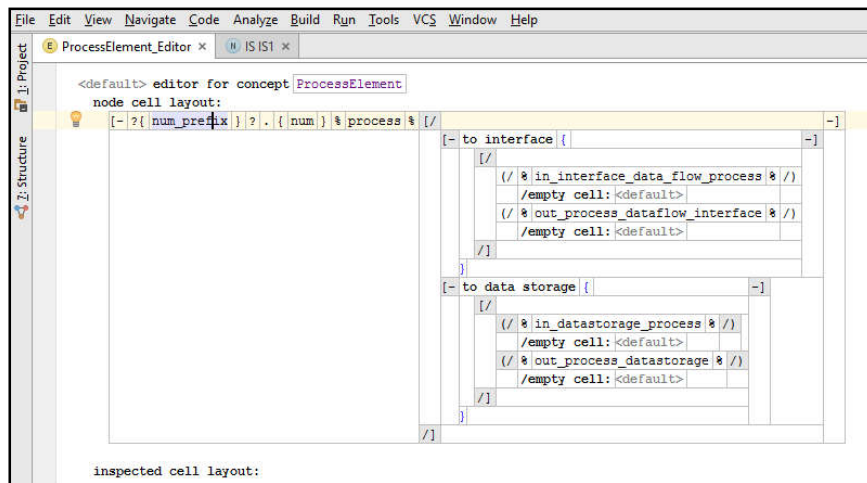 File Edit View Navigate Code Analyze Build Run Tools VCS Window Help
E ProcessElement_Editor × N IS IS1 ×
1: Project
7: Structure
<default> editor for concept ProcessElement
node cell layout:
[- ?{ num_prefix } ? . { num } % process % [/ -]
[- to interface { -]
[/
(/ % in_interface_data_flow_process % /)
/empty cell: <default>
(/ % out_process_dataflow_interface % /)
/empty cell: <default>
/]
}
[- to data storage { -]
[/
(/ % in_datastorage_process % /)
/empty cell: <default>
(/ % out_process_datastorage % /)
/empty cell: <default>
/]
}
/]
inspected cell layout: